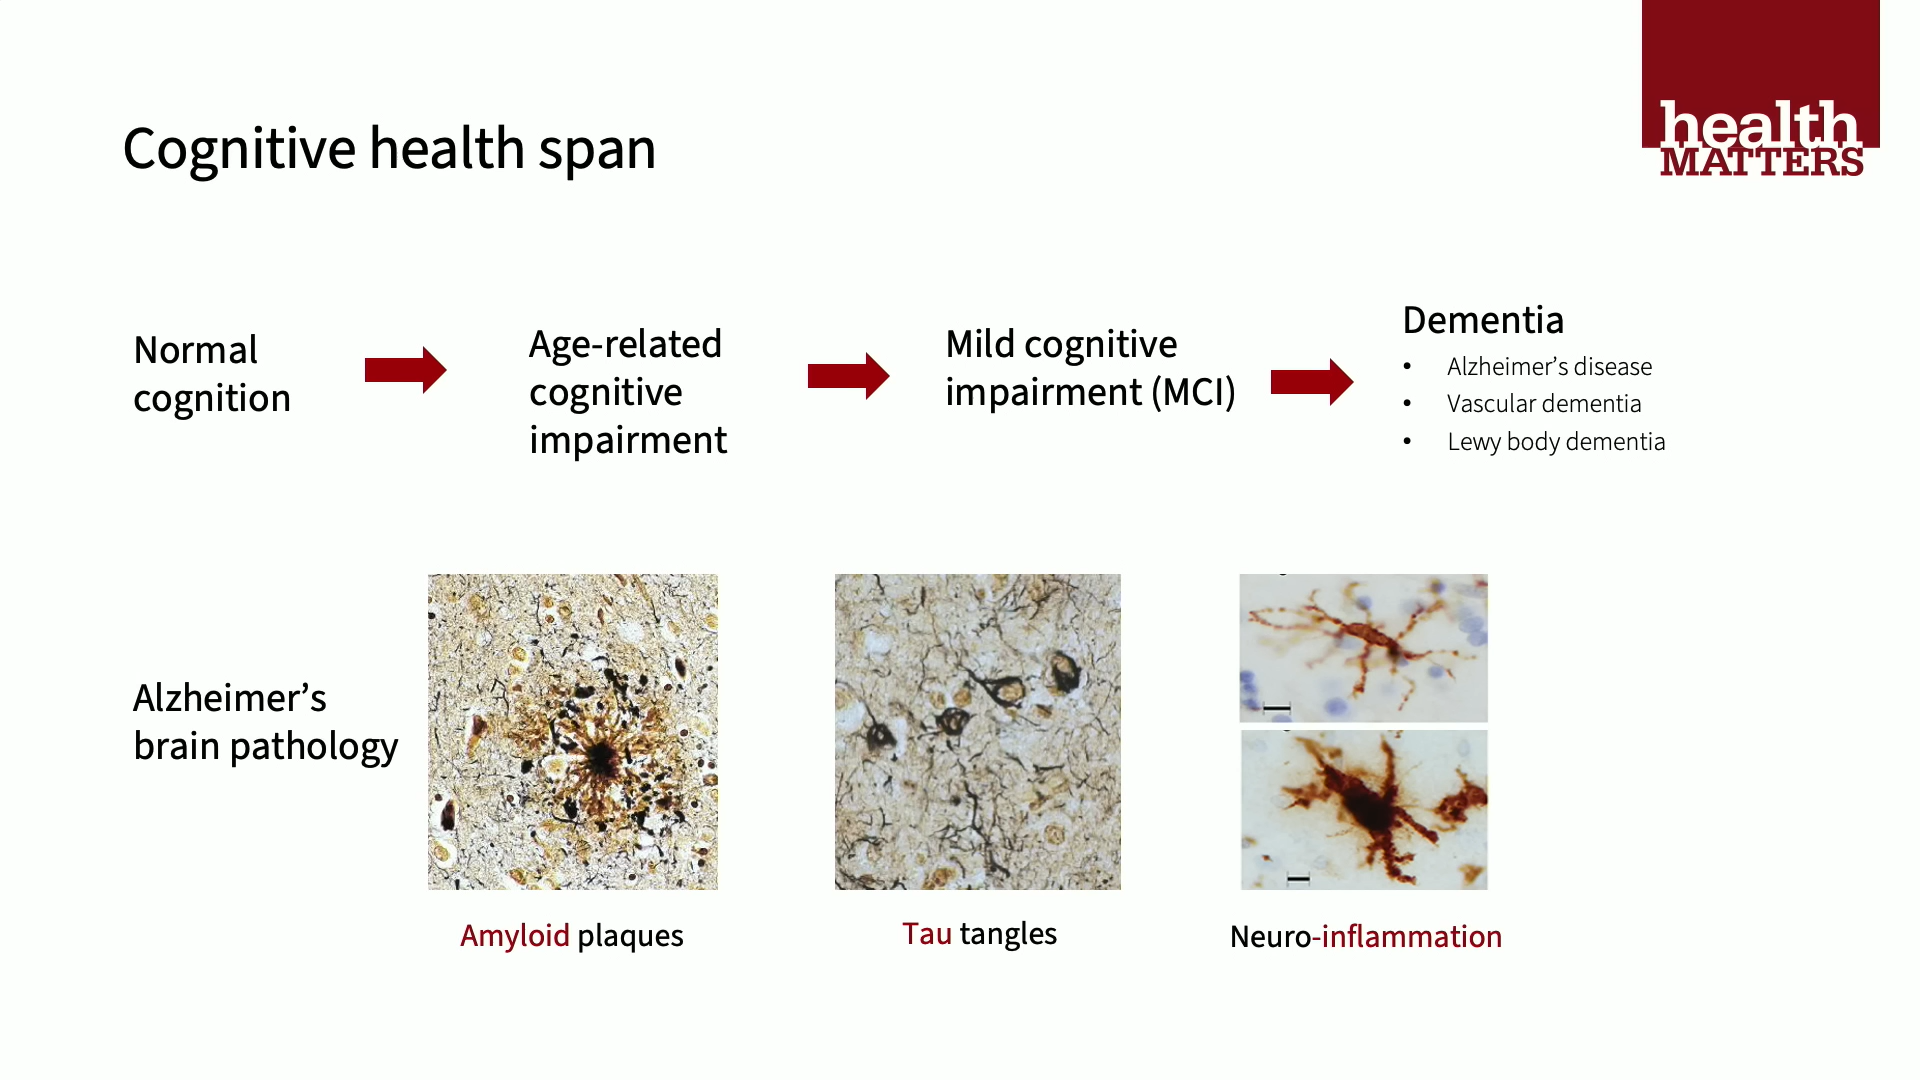 health
MATTERS
Cognitive health span
Normal
cognition
Age-related
cognitive
impairment
Mild cognitive
impairment (MCI)
Dementia
• Alzheimer’s disease
• Vascular dementia
• Lewy body dementia
Alzheimer’s
brain pathology
Amyloid plaques
Tau tangles
Neuro-inflammation